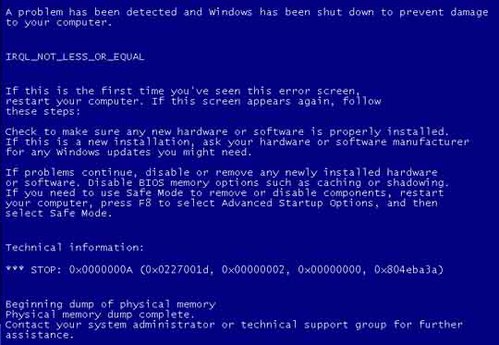 A problem has been detected and Windows has been shut down to prevent damage
to your computer.
IRQL_NOT_LESS_OR_EQUAL
If this is the first time you've seen this error screen,
restart your computer. If this screen appears again, follow
these steps:
Check to make sure any new hardware or software is properly installed.
If this is a new installation, ask your hardware or software manufacturer
for any Windows updates you might need.
If problems continue, disable or remove any newly installed hardware
or software. Disable BIOS memory options such as caching or shadowing.
If you need to use Safe Mode to remove or disable components, restart
your computer, press F8 to select Advanced Startup Options, and then
select Safe Mode.
Technical information:
*** STOP: 0x0000000A (0x0227001d, 0x00000002, 0x00000000, 0x804eba3a)
Beginning dump of physical memory
Physical memory dump complete.
Contact your system administrator or technical support group for further
assistance.